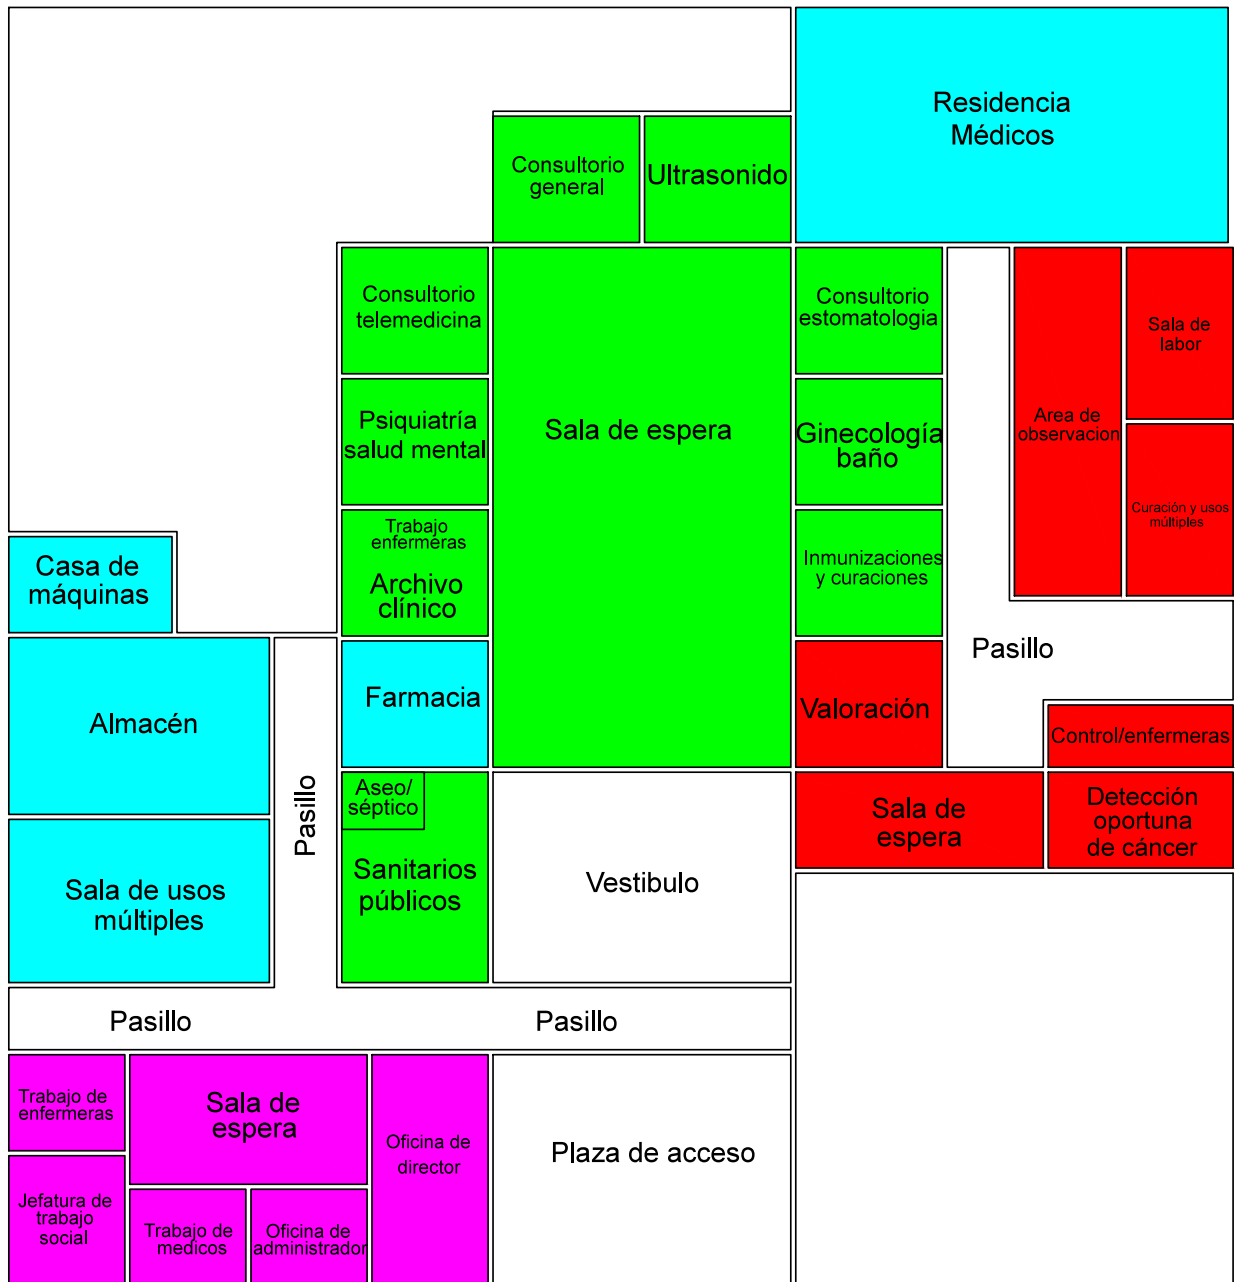 Residencia
Médicos
Consultorio
general
Ultrasonido
Consultorio
telemedicina
Sala de espera
Consultorio
estomatologia
Sala de
labor
Area de
observacion
Psiquiatría
salud mental
Ginecología
baño
Curación y usos
múltiples
Trabajo
enfermeras
Archivo
clínico
Inmunizaciones
y curaciones
Casa de
máquinas
Pasillo
Farmacia
Valoración
Almacén
Control/enfermeras
Pasillo
Aseo/
séptico
Sala de
espera
Detección
oportuna
de cáncer
Sanitarios
públicos
Vestibulo
Sala de usos
múltiples
Pasillo
Pasillo
Trabajo de
enfermeras
Sala de
espera
Oficina de
director
Plaza de acceso
Jefatura de
trabajo
social
Trabajo de
medicos
Oficina de
administrador